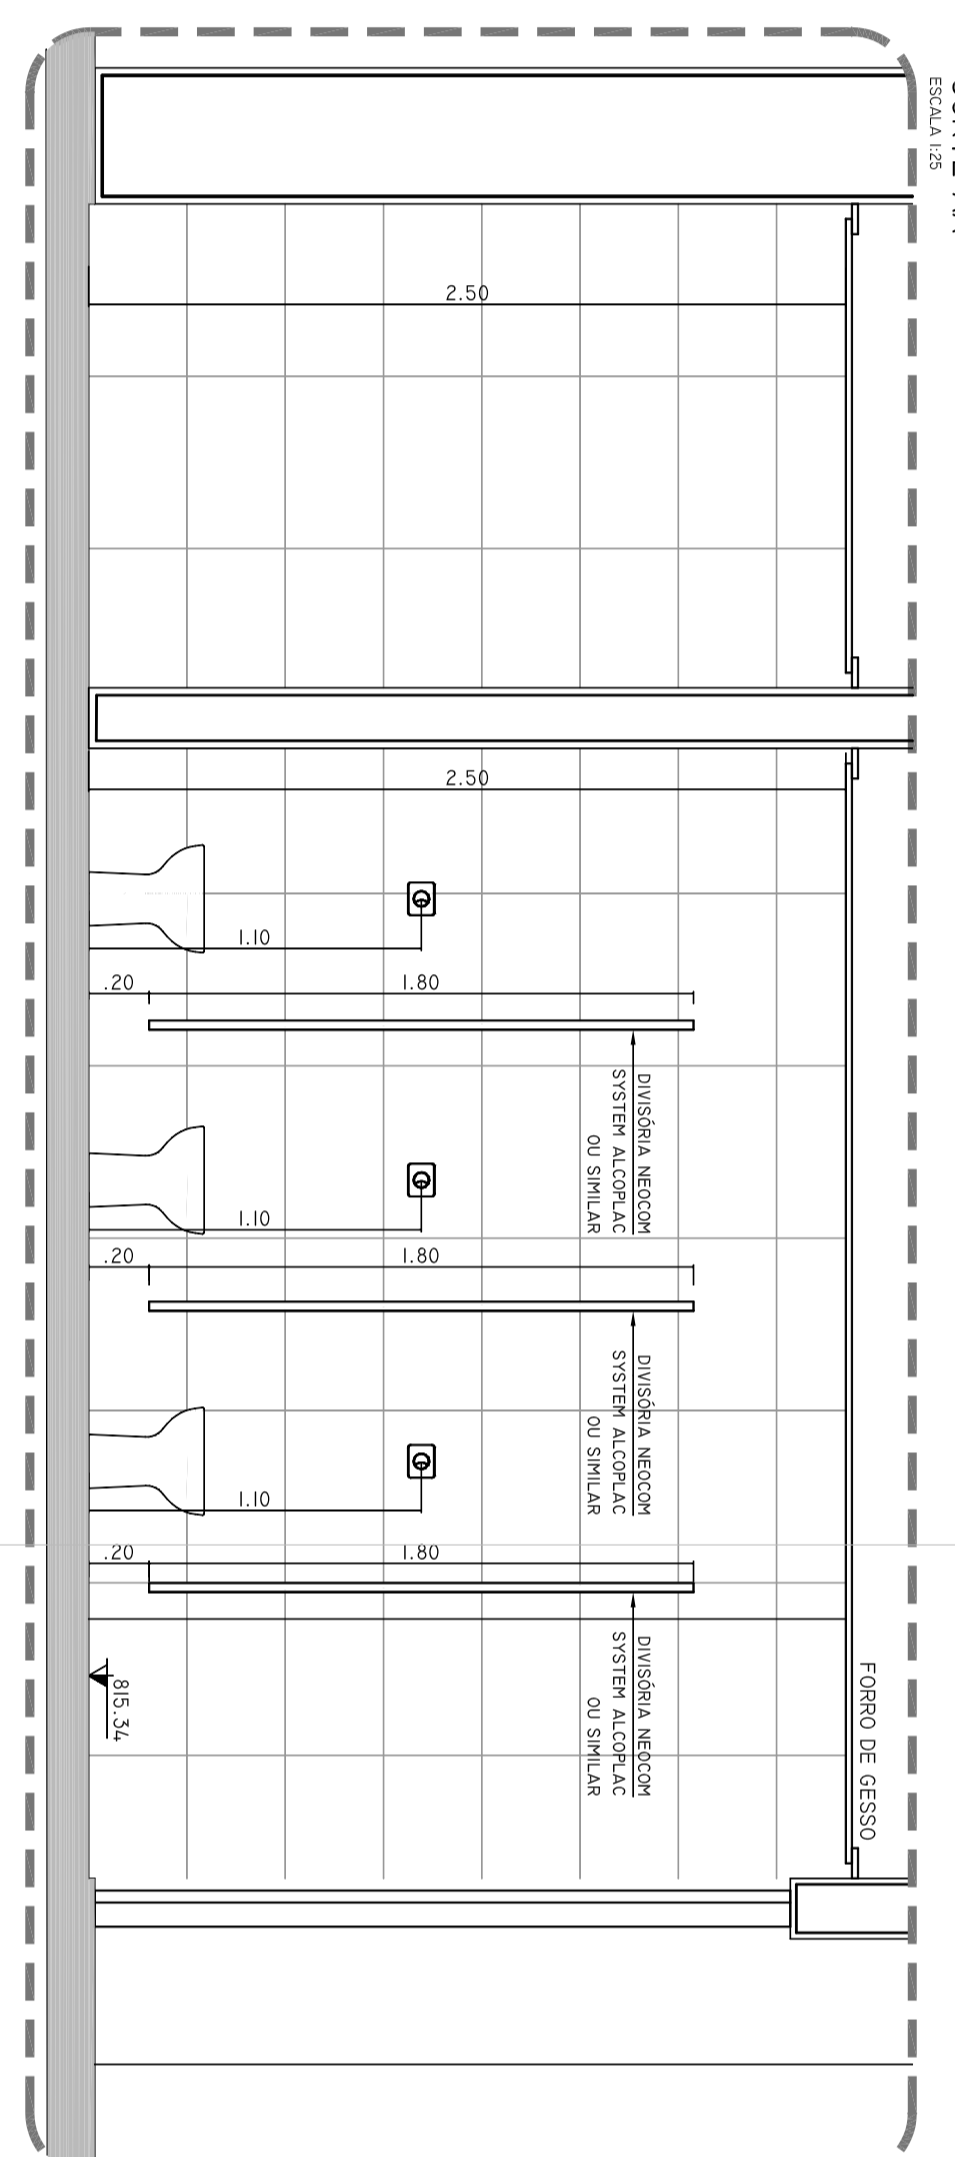 ESCALA 1:25
2.50
2.50
1.10
.20
1.80
DIVISÓRIA NEOCOM
SYSTEM ALCOPLAC
OU SIMILAR
1.10
.20
1.80
DIVISÓRIA NEOCOM
SYSTEM ALCOPLAC
OU SIMILAR
1.10
.20
1.80
DIVISÓRIA NEOCOM
SYSTEM ALCOPLAC
OU SIMILAR
815.34
FORRO DE GESSO